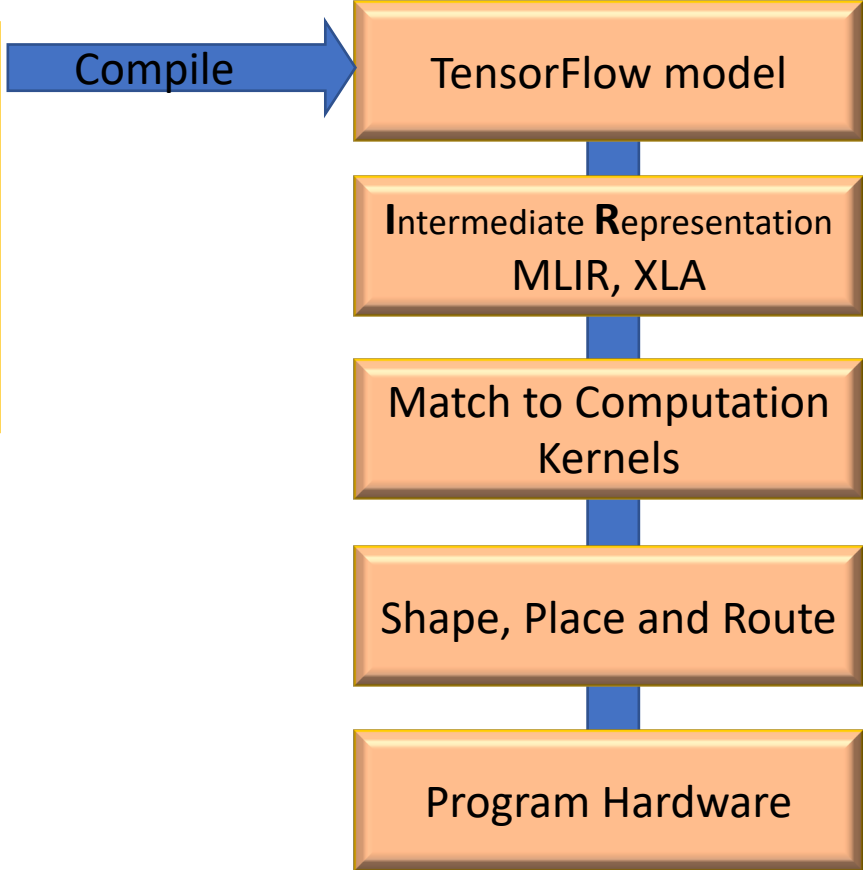 Compile
TensorFlow model
Intermediate Representation
MLIR, XLA
Match to Computation
Kernels
Shape, Place and Route
Program Hardware